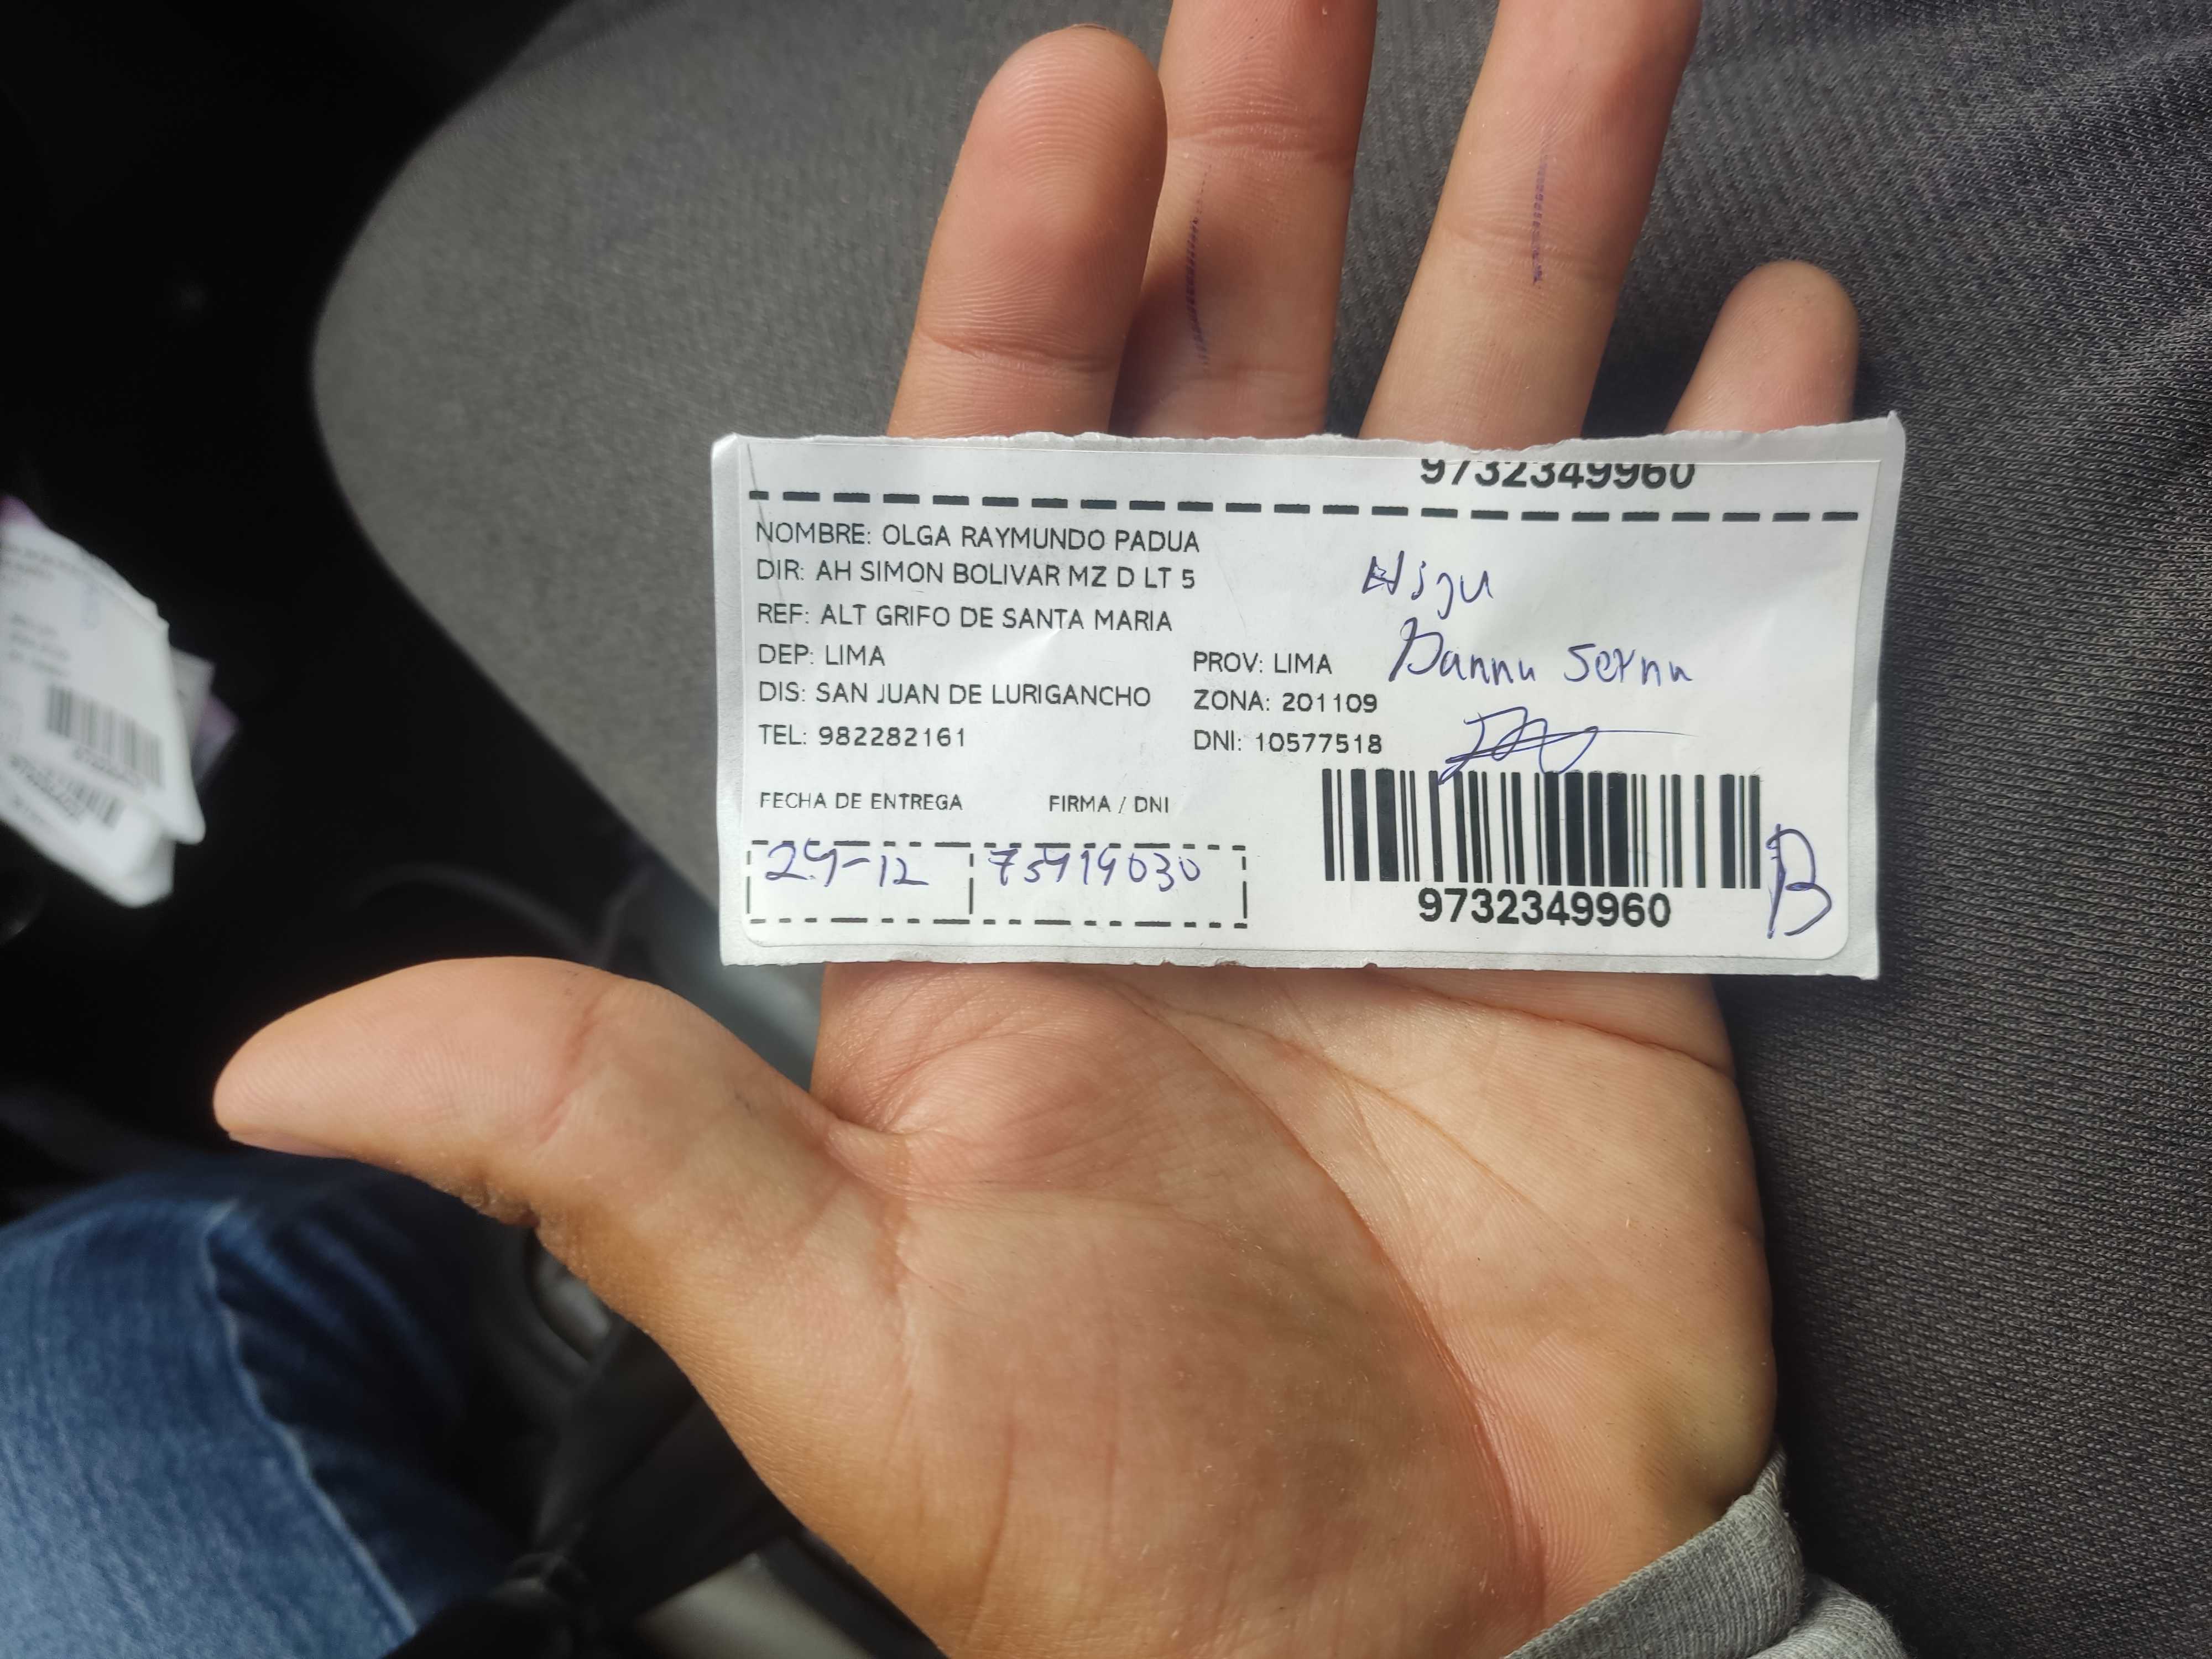 9732349960
NOMBRE: OLGA RAYMUNDO PADUA
DIR: AH SIMON BOLIVAR MZ D LT 5
REF: ALT GRIFO DE SANTA MARIA
DEP: LIMA PROV: LIMA
DIS: SAN JUAN DE LURIGANCHO ZONA: 201109
TEL: 982282161 DNI: 10577518
FECHA DE ENTREGA FIRMA / DNI
24-12 75919030
9732349960
B